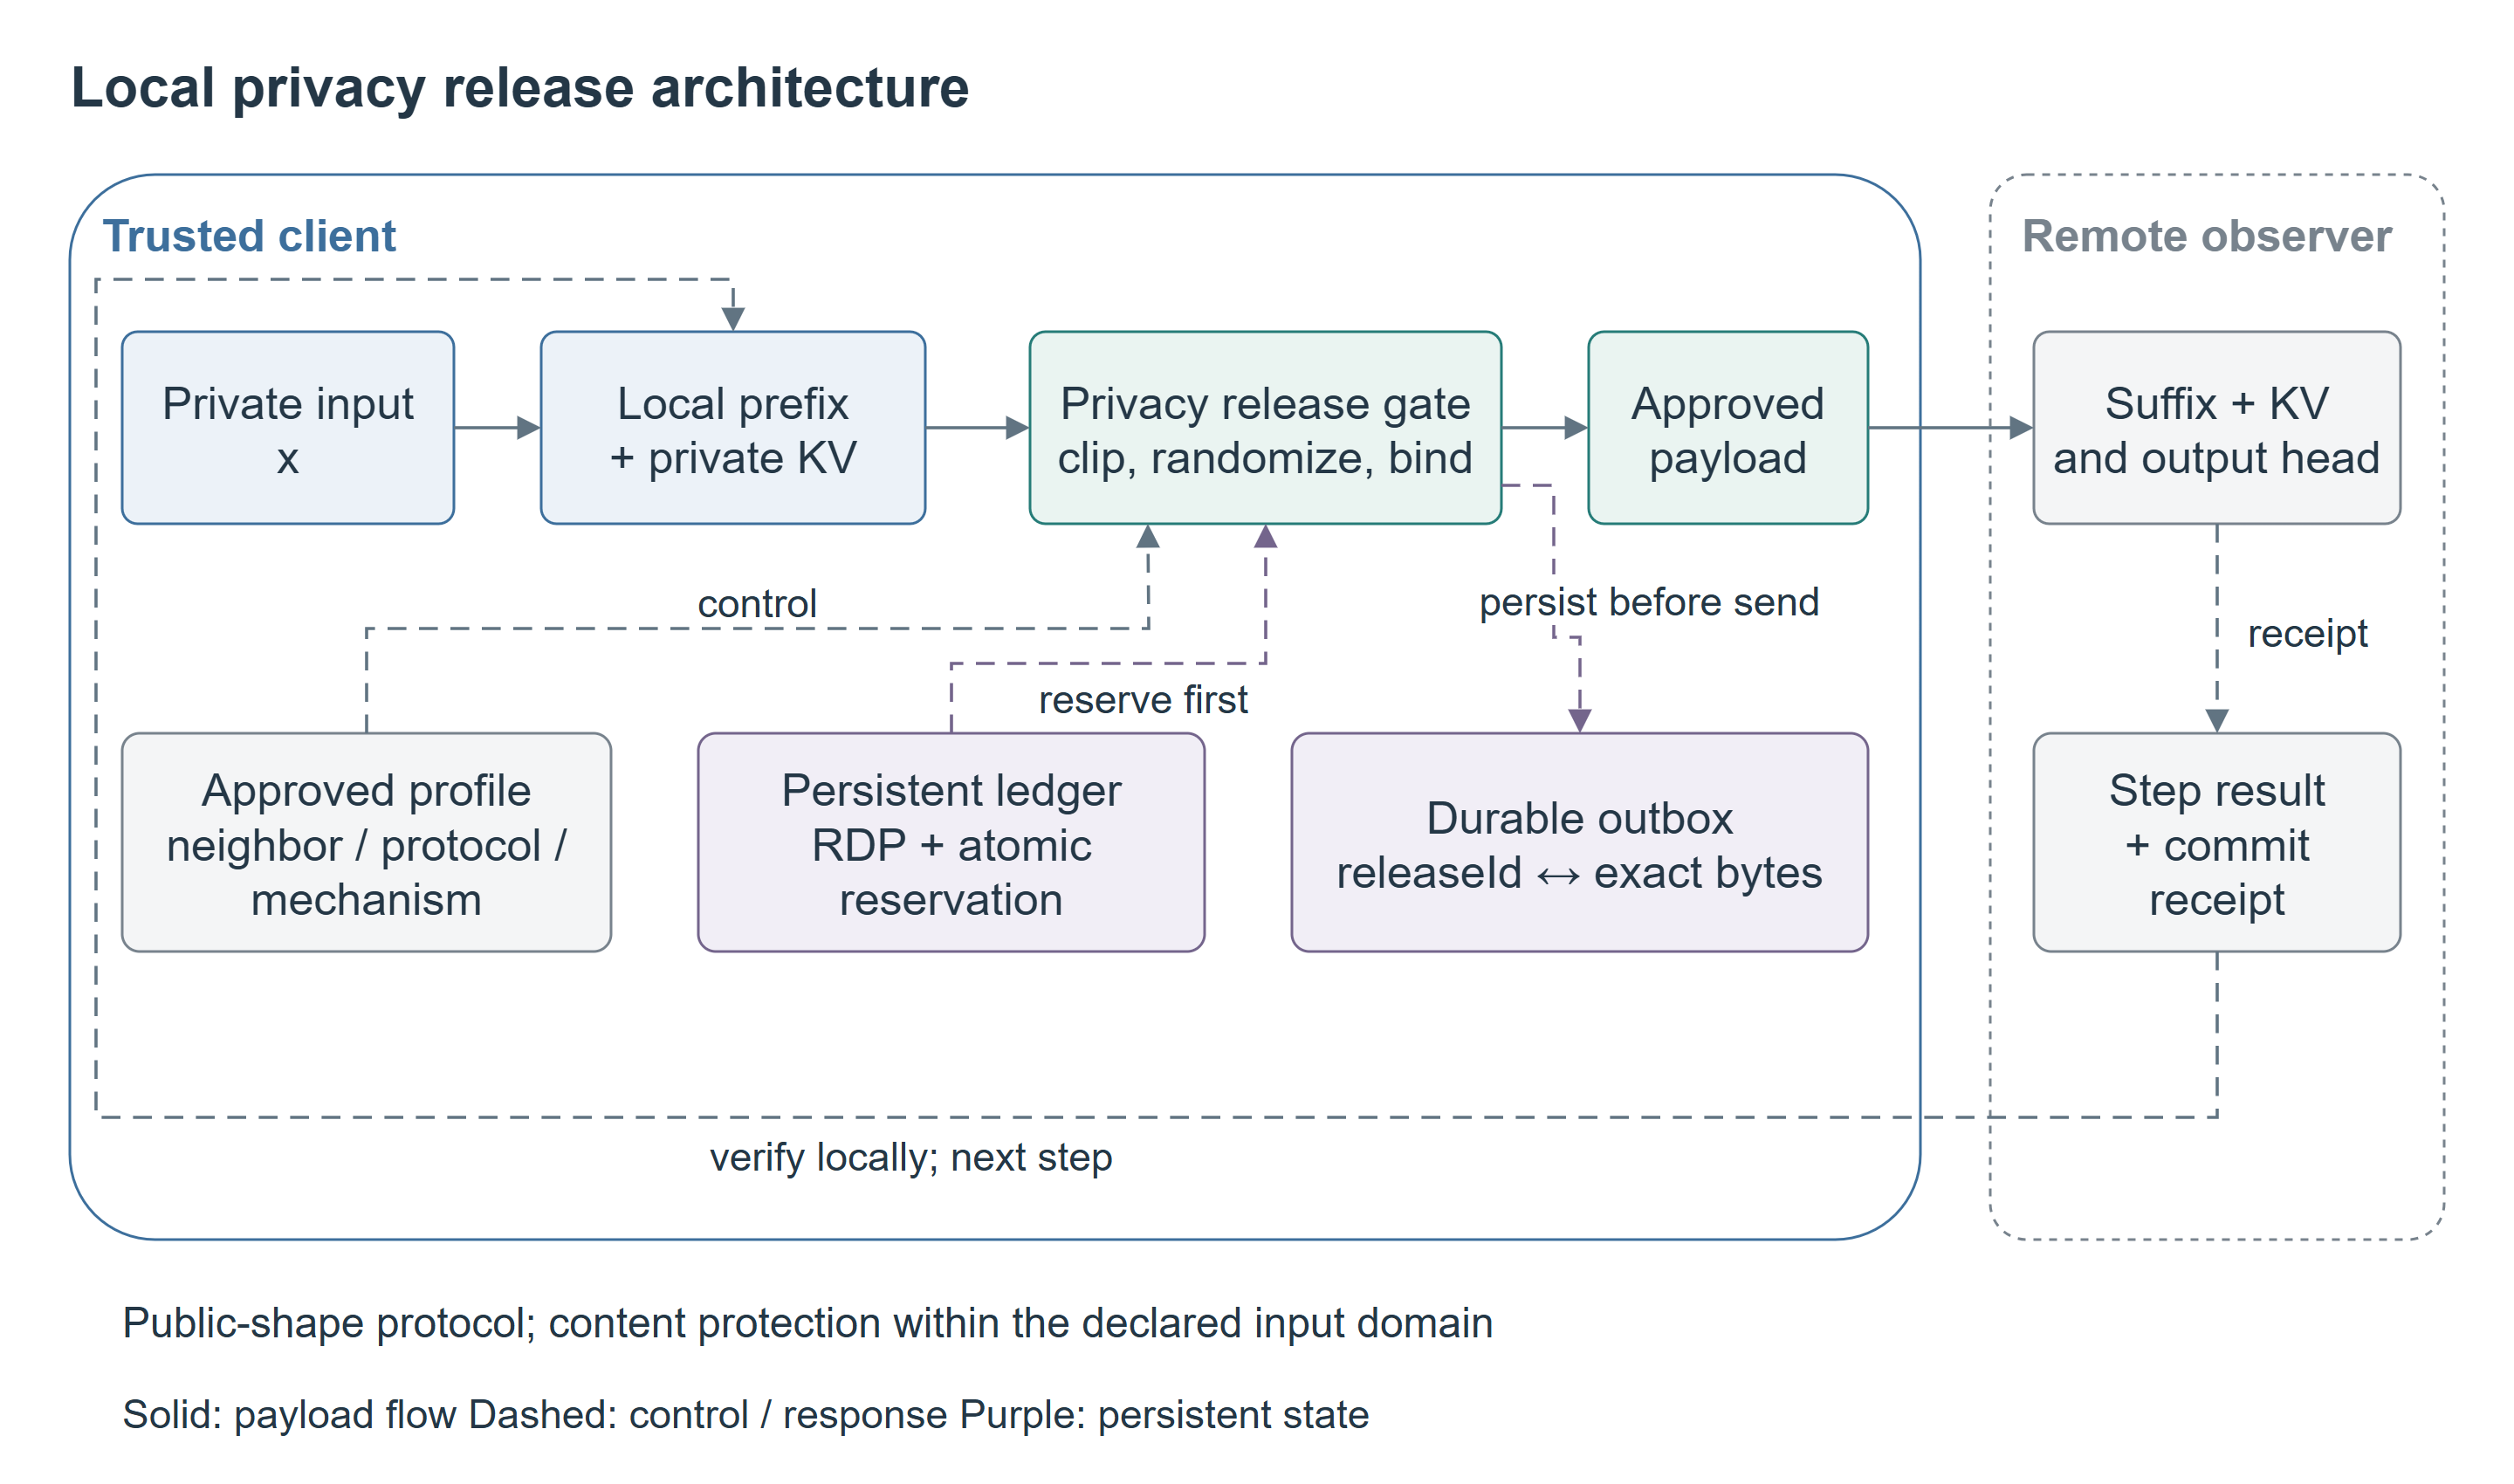 Local privacy release architecture
Trusted client
Remote observer
Private input
x
Local prefix
+ private KV
Privacy release gate
clip, randomize, bind
Approved
payload
Suffix + KV
and output head
control
persist before send
receipt
reserve first
Approved profile
neighbor / protocol /
mechanism
Persistent ledger
RDP + atomic
reservation
Durable outbox
releaseId ↔ exact bytes
Step result
+ commit
receipt
verify locally; next step
Public-shape protocol; content protection within the declared input domain
Solid: payload flow Dashed: control / response Purple: persistent state